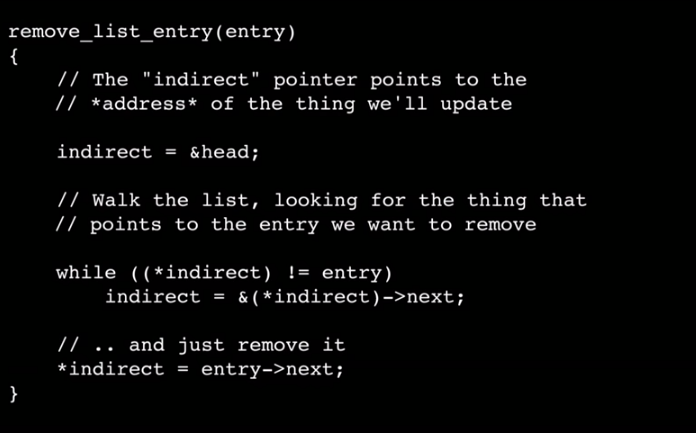 remove_list_entry(entry)
{
    // The "indirect" pointer points to the
    // *address* of the thing we'll update
    indirect = &head;
    // Walk the list, looking for the thing that
    // points to the entry we want to remove
    while ((*indirect) != entry)
        indirect = &(*indirect)->next;
    // .. and just remove it
    *indirect = entry->next;
}